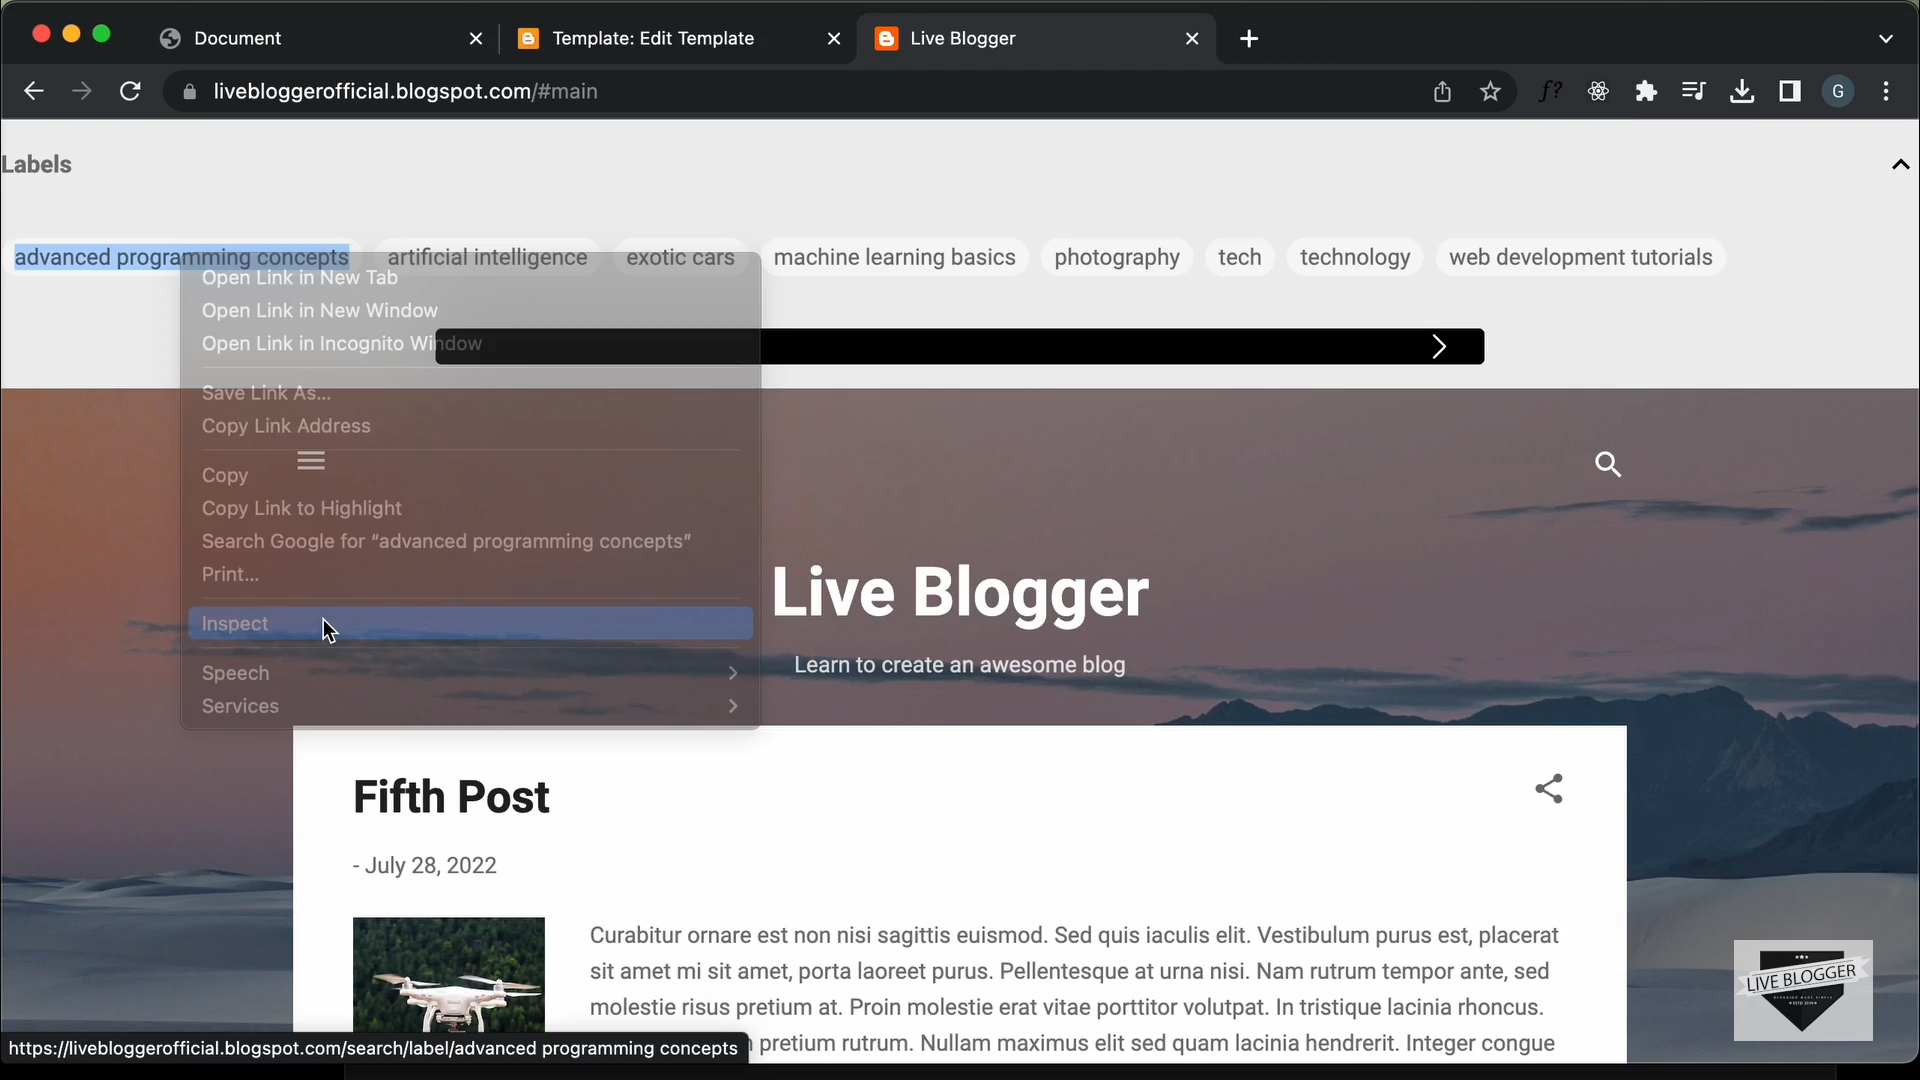 Document
Template: Edit Template
Live Blogger
livebloggerofficial.blogspot.com/#main
f?
G
Labels
advanced programming concepts
artificial intelligence
exotic cars
machine learning basics
photography
tech
technology
web development tutorials
Open Link in New Tab
Open Link in New Window
Open Link in Incognito Window
Save Link As...
Copy Link Address
Copy
Copy Link to Highlight
Search Google for “advanced programming concepts”
Print...
Inspect
Speech
Services
Live Blogger
Learn to create an awesome blog
Fifth Post
- July 28, 2022
Curabitur ornare est non nisi sagittis euismod. Sed quis iaculis elit. Vestibulum purus est, placerat
sit amet mi sit amet, porta laoreet purus. Pellentesque at urna nisi. Nam rutrum tempor ante, sed
molestie risus pretium at. Proin molestie erat vitae porttitor volutpat. In tristique lacinia rhoncus.
pretium rutrum. Nullam maximus elit sed quam lacinia hendrerit. Integer congue
LIVE BLOGGER
https://livebloggerofficial.blogspot.com/search/label/advanced programming concepts